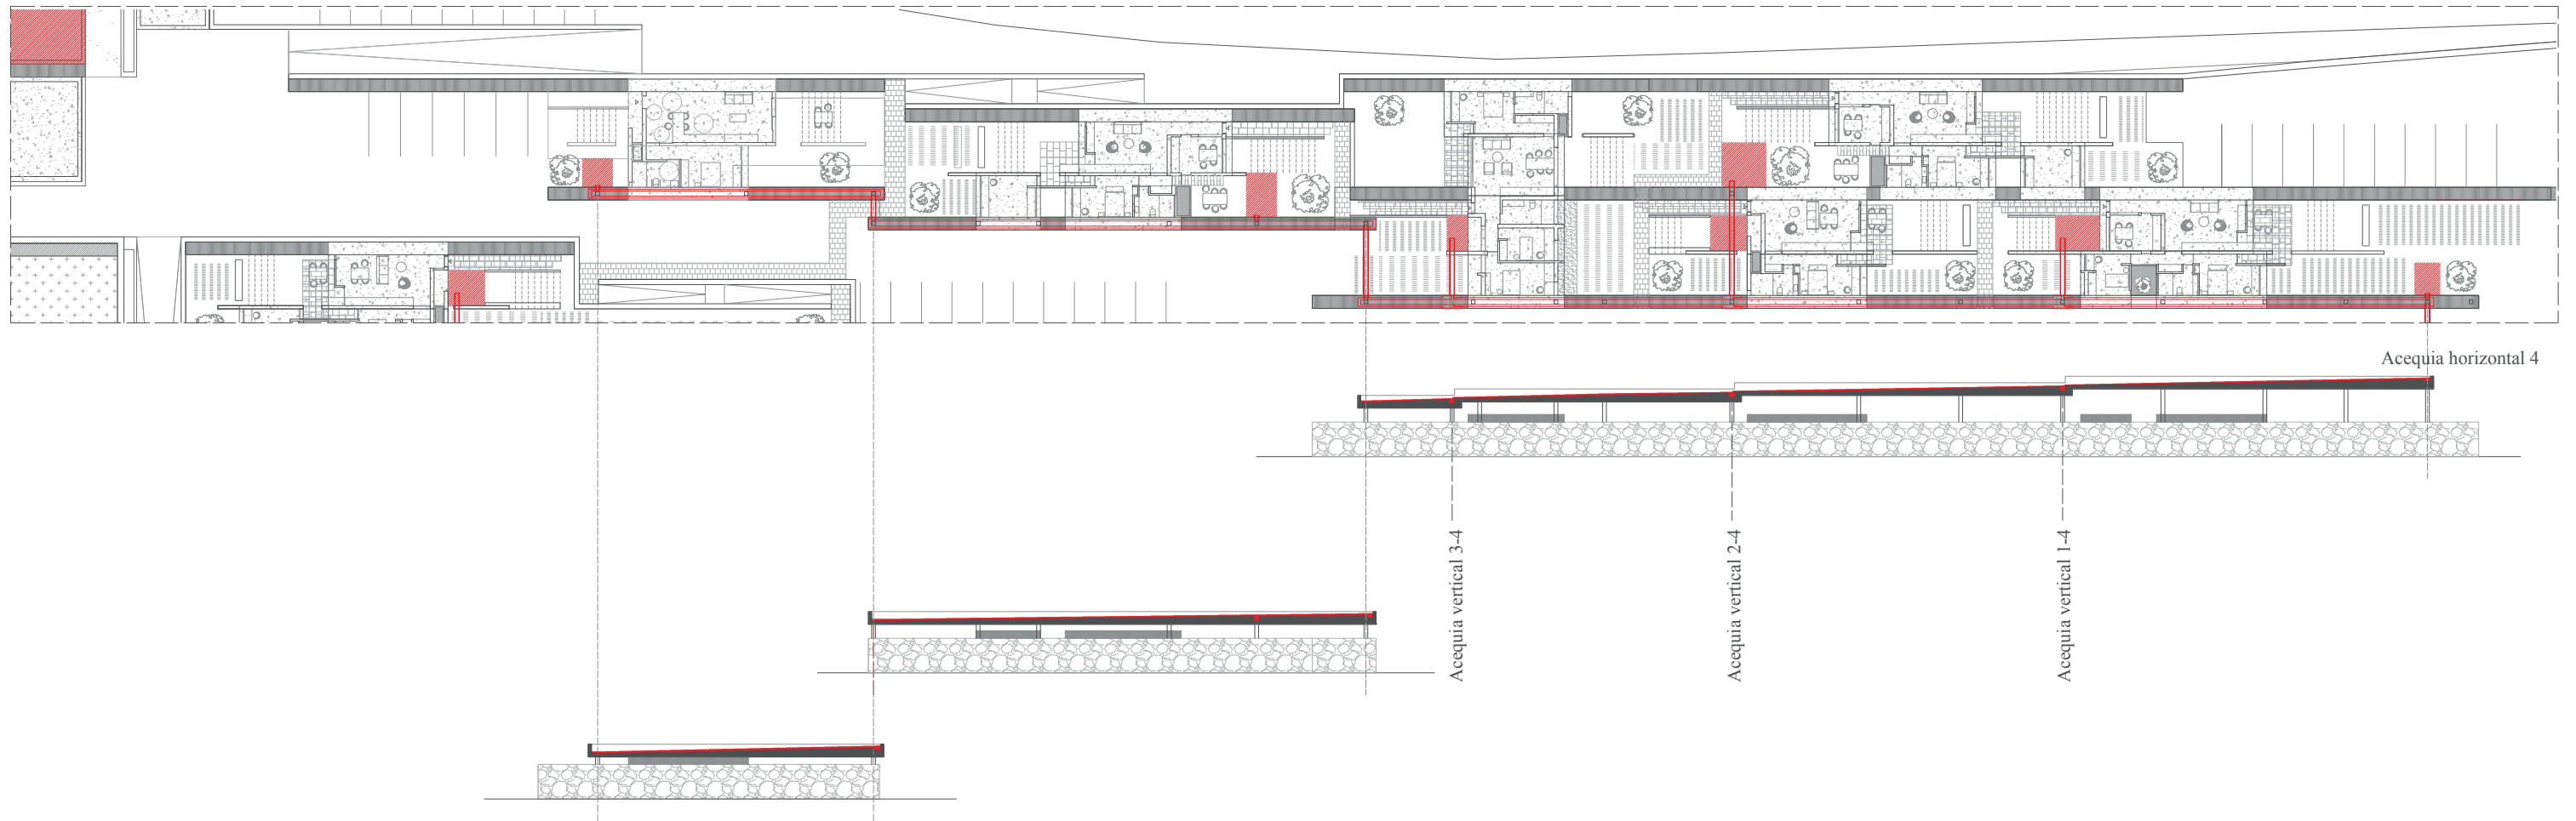 Acequia horizontal 4
Acequia vertical 3-4
Acequia vertical 2-4
Acequia vertical 1-4